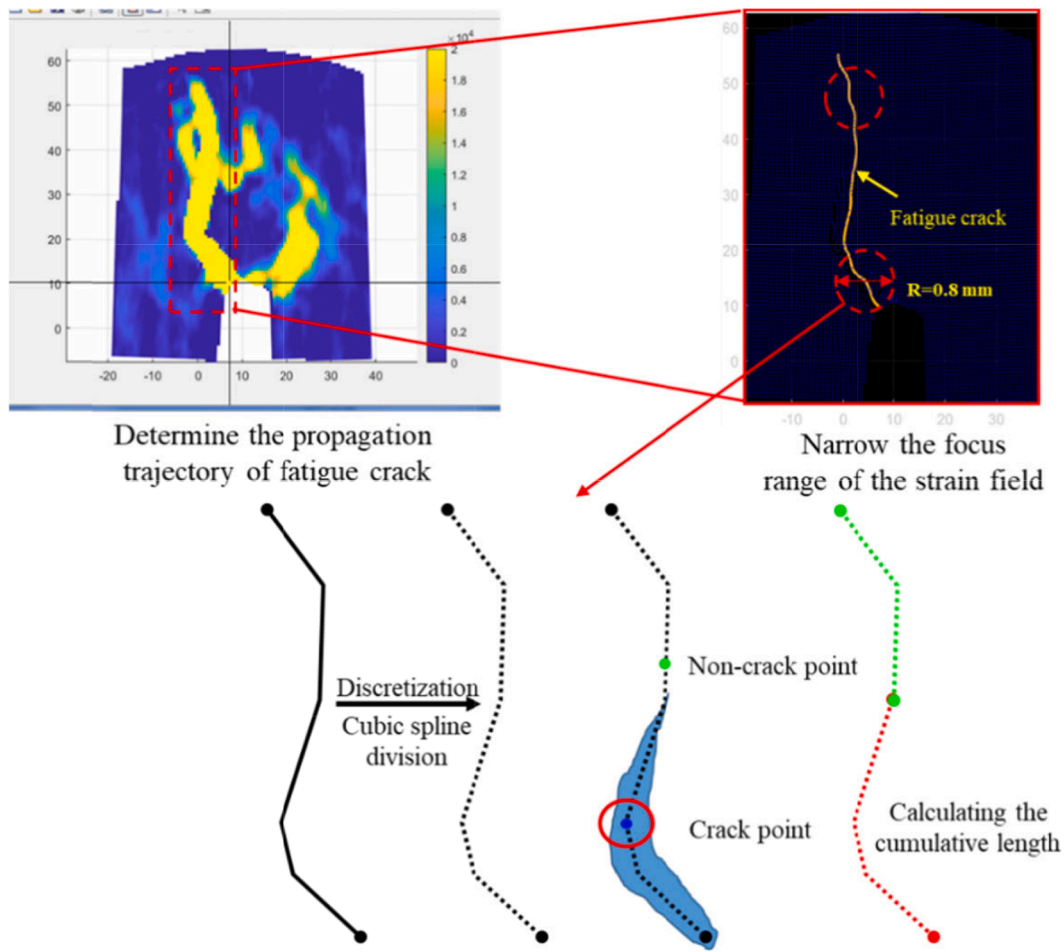 ×10⁴
60
50
40
30
20
10
0
-20
-10
0
10
20
30
40
2
1.8
1.6
1.4
1.2
1
0.8
0.6
0.4
0.2
0
60
50
40
30
20
10
0
-10
0
10
20
30
Fatigue crack
R=0.8 mm
Determine the propagation
trajectory of fatigue crack
Narrow the focus
range of the strain field
Discretization
Cubic spline
division
Non-crack point
Crack point
Calculating the
cumulative length